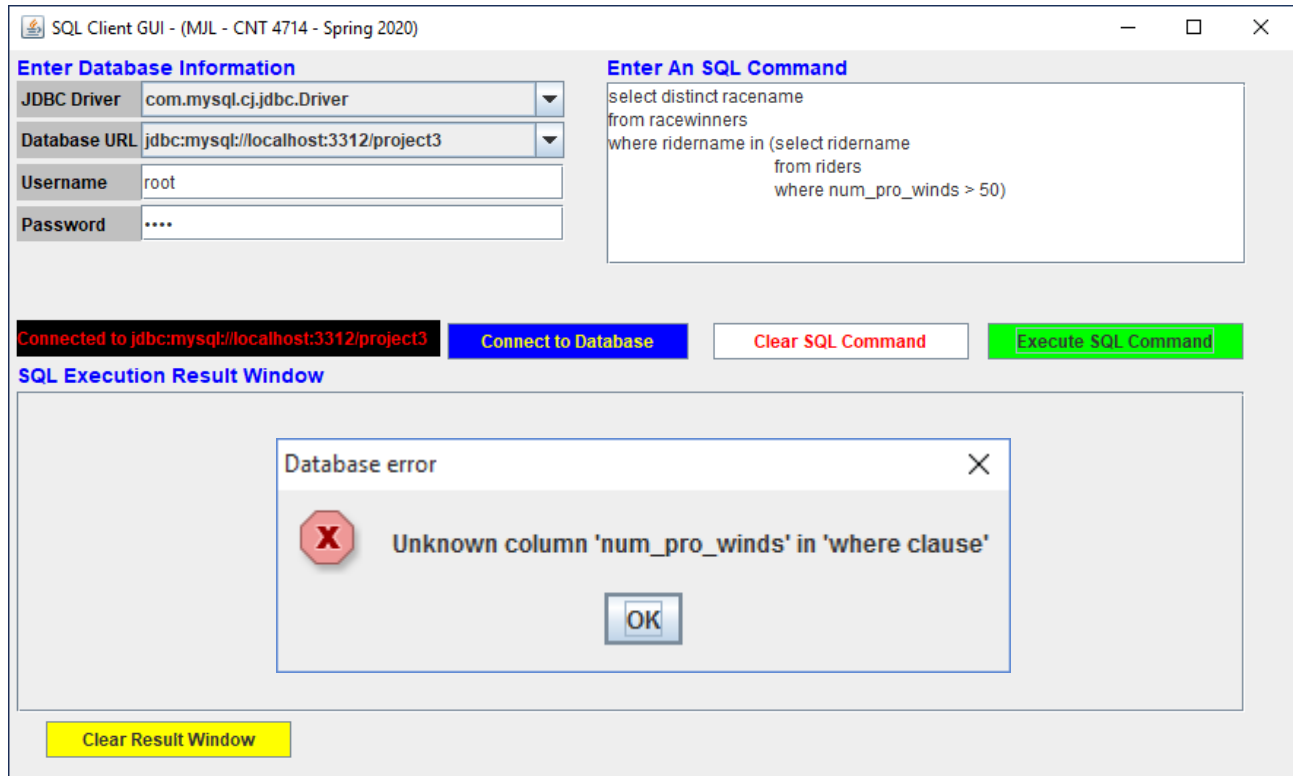 SQL Client GUI - (MJL - CNT 4714 - Spring 2020)
Enter Database Information
JDBC Driver com.mysql.cj.jdbc.Driver
Database URL jdbc:mysql://localhost:3312/project3
Username root
Password ••••
Enter An SQL Command
select distinct racename
from racewinners
where ridername in (select ridername
from riders
where num_pro_winds > 50)
Connected to jdbc:mysql://localhost:3312/project3 Connect to Database Clear SQL Command Execute SQL Command
SQL Execution Result Window
Database error
X
Unknown column 'num_pro_winds' in 'where clause'
OK
Clear Result Window